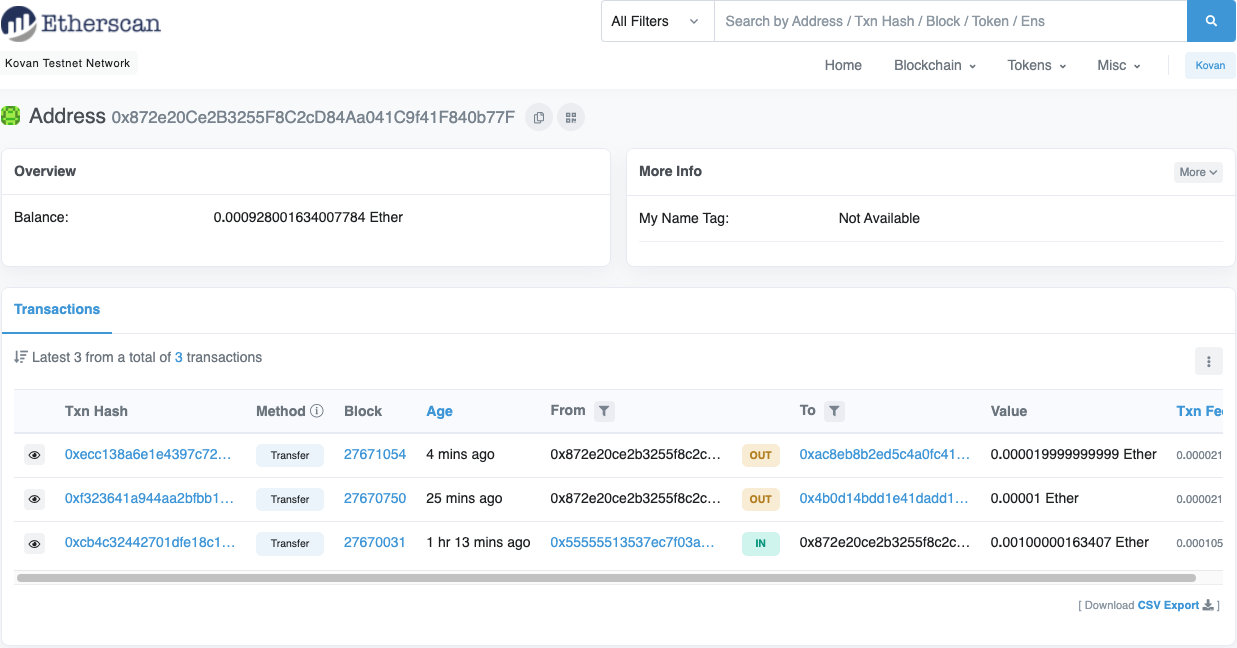 Etherscan
All Filters Search by Address / Txn Hash / Block / Token / Ens
Kovan Testnet Network
Home Blockchain Tokens Misc Kovan
Address 0x872e20Ce2B3255F8C2cD84Aa041C9f41F840b77F
Overview
Balance: 0.000928001634007784 Ether
More Info More
My Name Tag: Not Available
Transactions
Latest 3 from a total of 3 transactions
Txn Hash Method Block Age From To Value Txn Fee
0xecc138a6e1e4397c72... Transfer 27671054 4 mins ago 0x872e20ce2b3255f8c2c... OUT 0xac8eb8b2ed5c4a0fc41... 0.000019999999999 Ether 0.000021
0xf323641a944aa2bfbb1... Transfer 27670750 25 mins ago 0x872e20ce2b3255f8c2c... OUT 0x4b0d14bdd1e41dadd1... 0.00001 Ether 0.000021
0xcb4c32442701dfe18c1... Transfer 27670031 1 hr 13 mins ago 0x55555513537ec7f03a... IN 0x872e20ce2b3255f8c2c... 0.00100000163407 Ether 0.000105
[ Download CSV Export ]